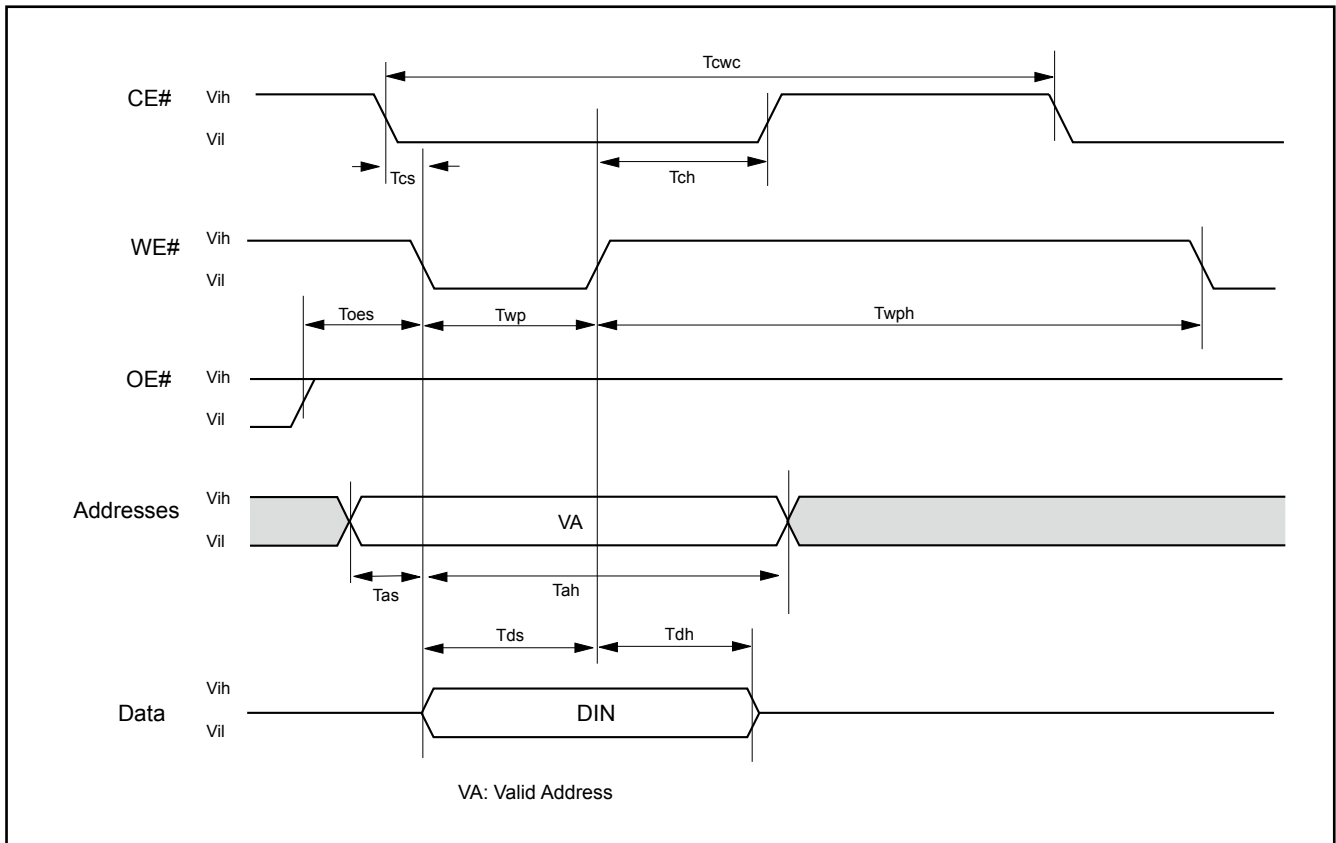 Tcwc
CE#
Vih
Vil
Tcs
Tch
WE#
Vih
Vil
Toes
Twp
Twph
OE#
Vih
Vil
Addresses
Vih
Vil
VA
Tas
Tah
Tds
Tdh
Data
Vih
Vil
DIN
VA: Valid Address